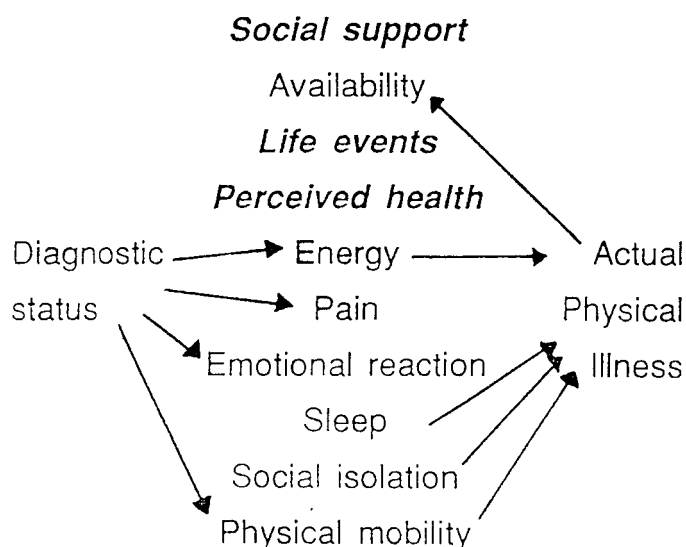 Social support
Availability
Life events
Perceived health
Diagnostic Energy Actual
status Pain Physical
Emotional reaction Illness
Sleep
Social isolation
Physical mobility